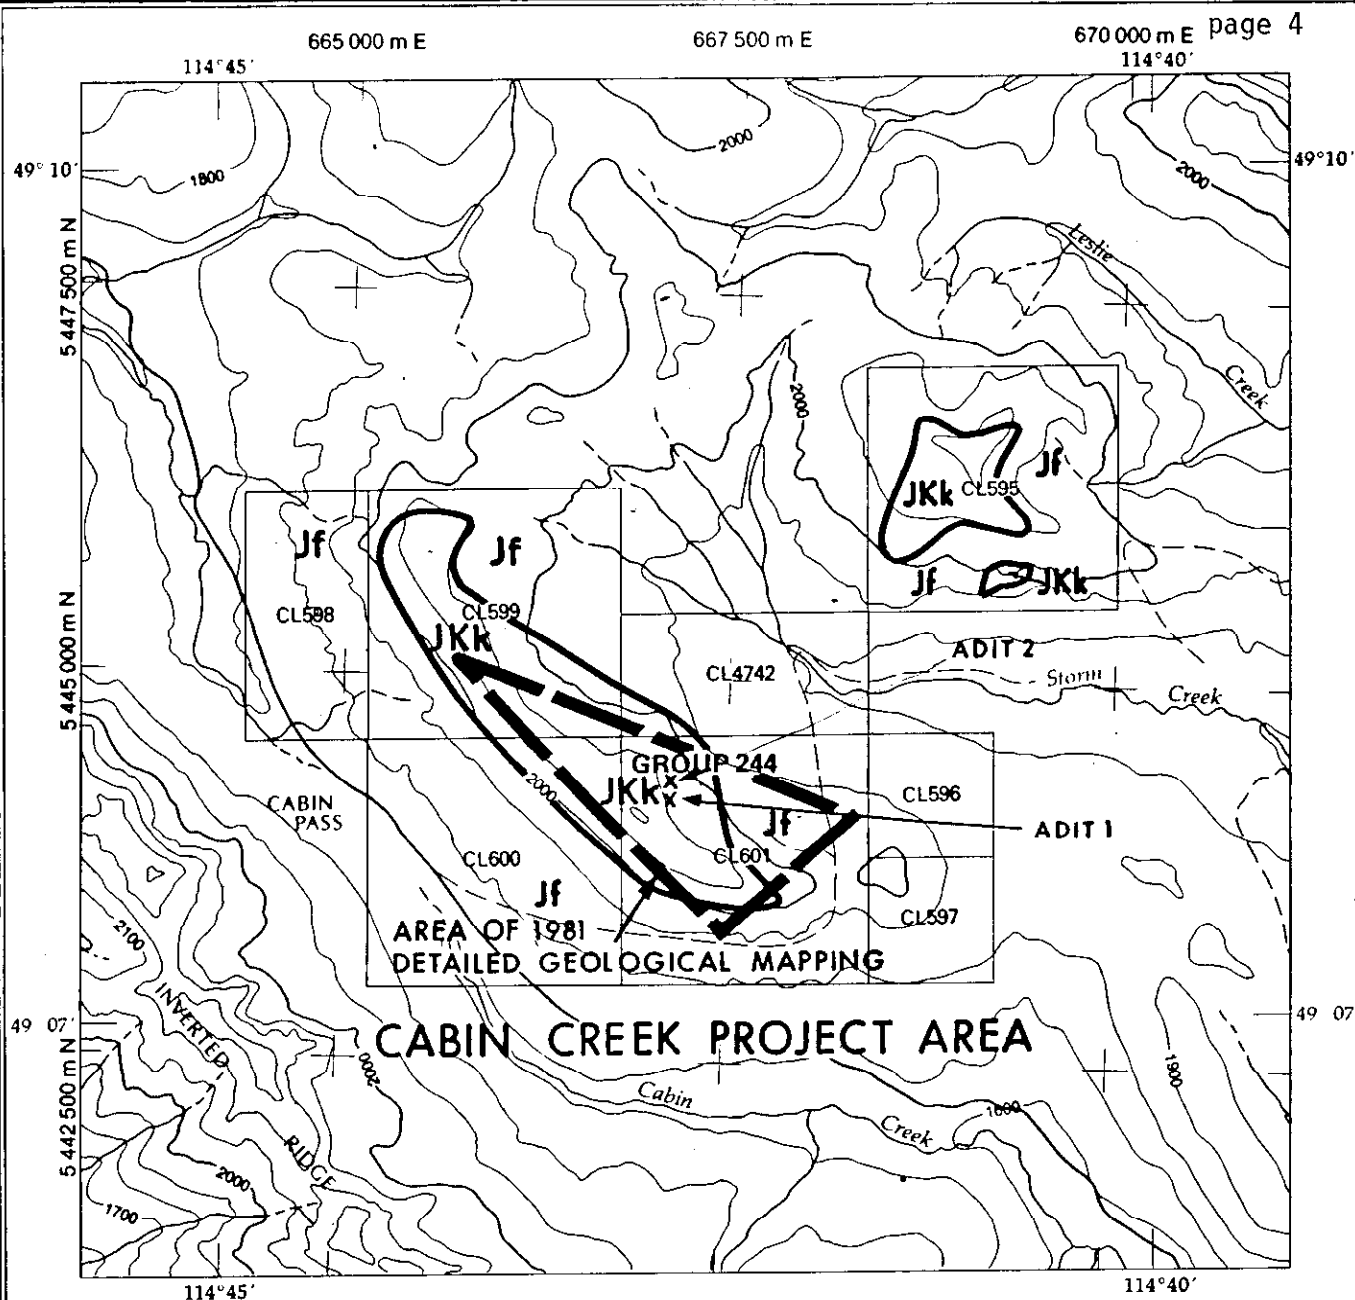 page 4
665 000 m E
667 500 m E
670 000 m E
114°45'
114°40'
49° 10'
49°10'
2000
1800
2000
Leslie
Creek
5 447 500 m N
2000
Jf
JKk
CL595
Jf
Jf
Jf
JKk
CL598
CL599
JKk
ADIT 2
5 445 000 m N
CL4742
Storm
Creek
GROUP 244
2000
JKk
x
x
CL596
CABIN
PASS
Jf
ADIT 1
CL600
CL601
Jf
CL597
AREA OF 1981
DETAILED GEOLOGICAL MAPPING
2100
INVERTED
RIDGE
49 07'
49 07
CABIN CREEK PROJECT AREA
2000
1900
5 442 500 m N
Cabin
Creek
1600
2000
1700
114°45'
114°40'